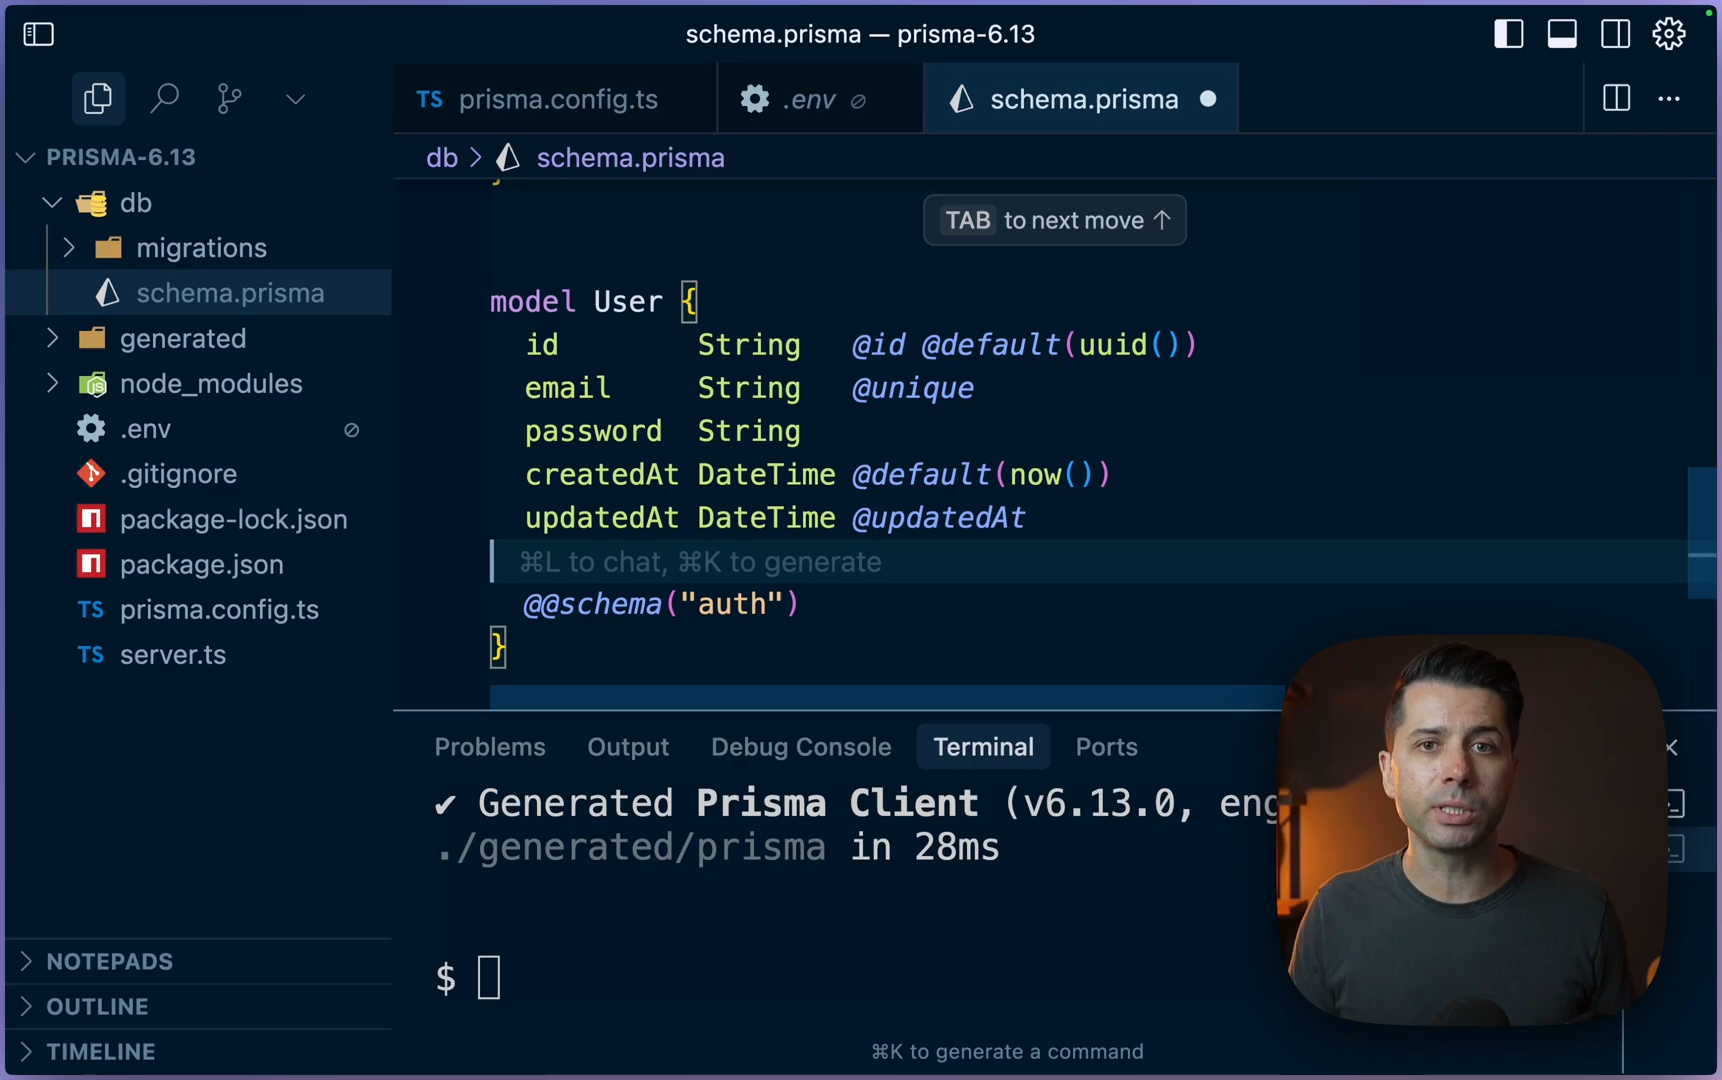 schema.prisma — prisma-6.13
TS prisma.config.ts
.env
schema.prisma
PRISMA-6.13
db > schema.prisma
db
migrations
schema.prisma
generated
node_modules
.env
.gitignore
package-lock.json
package.json
TS prisma.config.ts
TS server.ts
TAB to next move ↑
model User {
id String @id @default(uuid())
email String @unique
password String
createdAt DateTime @default(now())
updatedAt DateTime @updatedAt
⌘L to chat, ⌘K to generate
@@schema("auth")
}
Problems Output Debug Console Terminal Ports
✔ Generated Prisma Client (v6.13.0, eng
./generated/prisma in 28ms
$
NOTEPADS
OUTLINE
TIMELINE
⌘K to generate a command